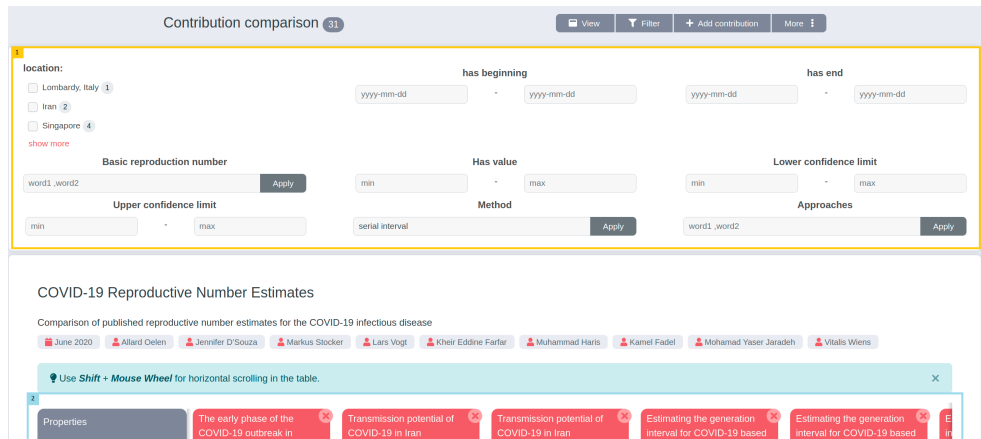 Contribution comparison 31
View Filter + Add contribution More
1
location:
Lombardy, Italy 1
Iran 2
Singapore 4
show more
has beginning
yyyy-mm-dd - yyyy-mm-dd
has end
yyyy-mm-dd - yyyy-mm-dd
Basic reproduction number
word1 ,word2 Apply
Has value
min - max
Lower confidence limit
min - max
Upper confidence limit
min - max
Method
serial interval Apply
Approaches
word1 ,word2 Apply
COVID-19 Reproductive Number Estimates
Comparison of published reproductive number estimates for the COVID-19 infectious disease
June 2020 Allard Oelen Jennifer D'Souza Markus Stocker Lars Vogt Kheir Eddine Farfar Muhammad Haris Kamel Fadel Mohamad Yaser Jaradeh Vitalis Wiens
Use Shift + Mouse Wheel for horizontal scrolling in the table. ×
2
Properties
The early phase of the
COVID-19 outbreak in
Transmission potential of
COVID-19 in Iran
Transmission potential of
COVID-19 in Iran
Estimating the generation
interval for COVID-19 based
Estimating the generation
interval for COVID-19 based
E
in